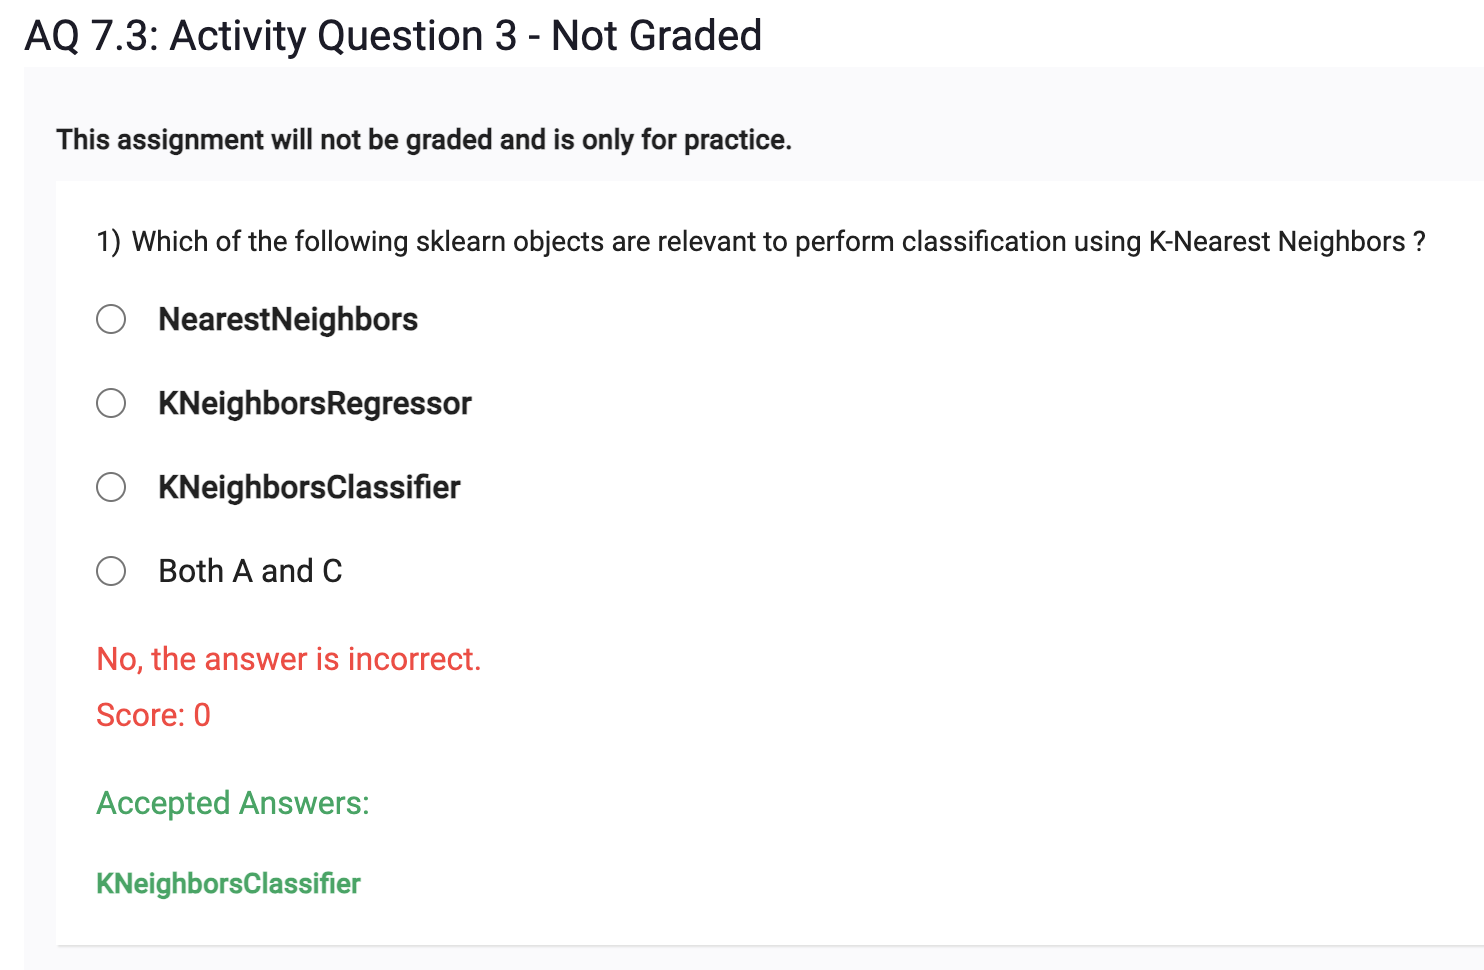 AQ 7.3: Activity Question 3 - Not Graded
This assignment will not be graded and is only for practice.
1) Which of the following sklearn objects are relevant to perform classification using K-Nearest Neighbors ?
NearestNeighbors
KNeighborsRegressor
KNeighborsClassifier
Both A and C
No, the answer is incorrect.
Score: 0
Accepted Answers:
KNeighborsClassifier